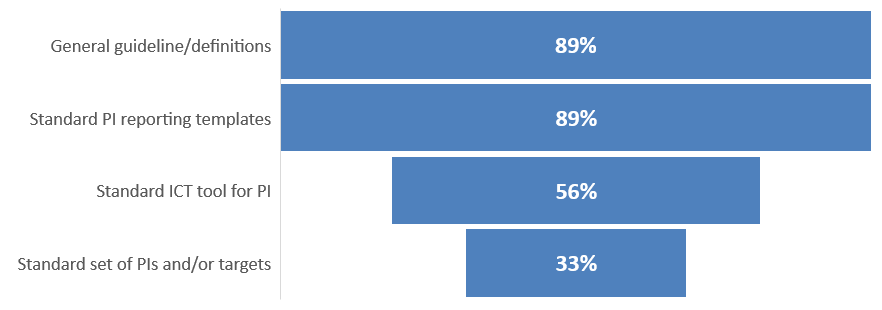 General guideline/definitions
89%
Standard PI reporting templates
89%
Standard ICT tool for PI
56%
Standard set of PIs and/or targets
33%